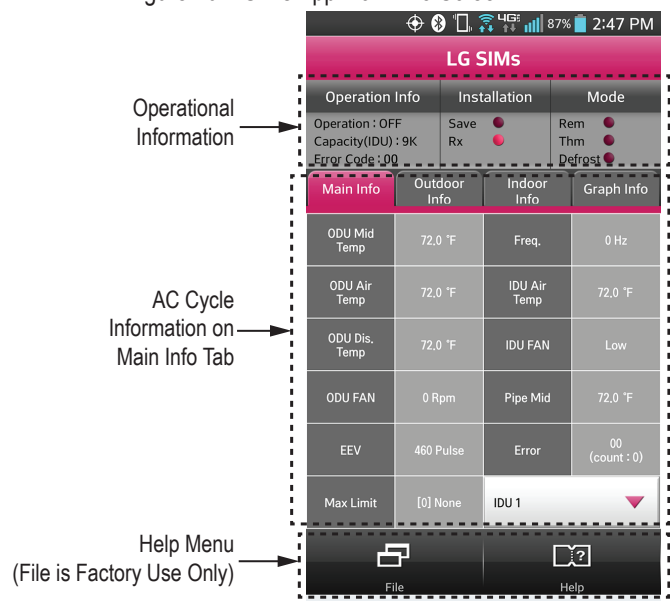 4G
87%
2:47 PM
LG SIMs
Operational
Information
Operation Info
Installation
Mode
Operation : OFF
Save
Rem
Capacity(IDU) : 9K
Rx
Thm
Error Code : 00
Defrost
AC Cycle
Information on
Main Info Tab
Main Info
Outdoor
Info
Indoor
Info
Graph Info
ODU Mid
Temp
72.0 °F
Freq.
0 Hz
ODU Air
Temp
72.0 °F
IDU Air
Temp
72.0 °F
ODU Dis.
Temp
72.0 °F
IDU FAN
Low
ODU FAN
0 Rpm
Pipe Mid
72.0 °F
EEV
460 Pulse
Error
00
(count : 0)
Max Limit
[0] None
IDU 1
Help Menu
(File is Factory Use Only)
File
?
Help